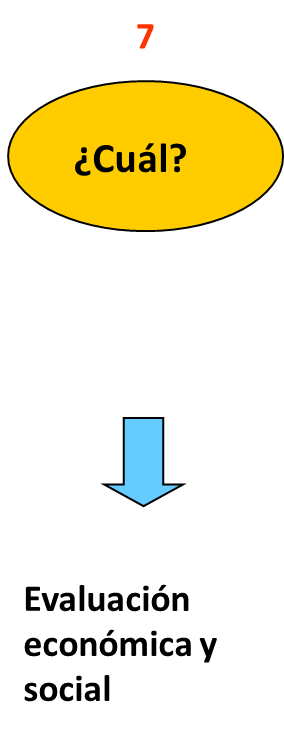 7
¿Cuál?
Evaluación
económica y
social